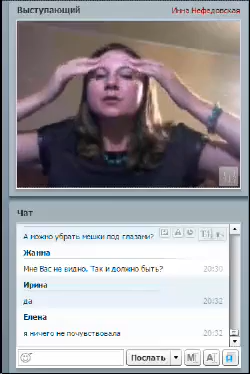 Выступающий Инна Нефедовская
Чат
А можно убрать мешки под глазами?
Жанна
Мне Вас не видно. Так и должно быть? 20:30
Ирина
да 20:32
Елена
я ничего не почувствовала 20:32
Послать